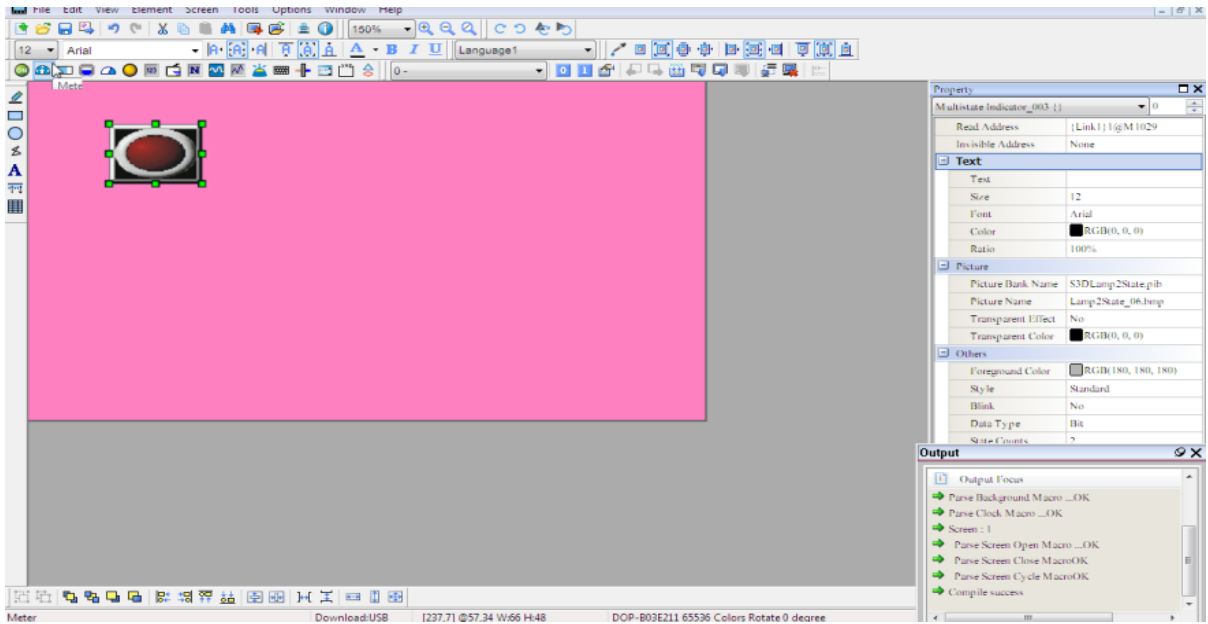 File Edit View Element Screen Tools Options Window Help
150%
12 Arial A A A A A A A B I U Language1
0 -
Mete
A
Property
Multistate Indicator_003 {} 0
Read Address {Link1}1@M1029
Invisible Address None
Text
Text
Size 12
Font Arial
Color RGB(0, 0, 0)
Ratio 100%
Picture
Picture Bank Name S3DLamp2State.pib
Picture Name Lamp2State_06.bmp
Transparent Effect No
Transparent Color RGB(0, 0, 0)
Others
Foreground Color RGB(180, 180, 180)
Style Standard
Blink No
Data Type Bit
State Counts 2
Output
Output Focus
Parse Background Macro ...OK
Parse Clock Macro ...OK
Screen : 1
Parse Screen Open Macro ...OK
Parse Screen Close MacroOK
Parse Screen Cycle MacroOK
Compile success
Meter Download:USB [237,7] @57,34 W:66 H:48 DOP-B03E211 65536 Colors Rotate 0 degree